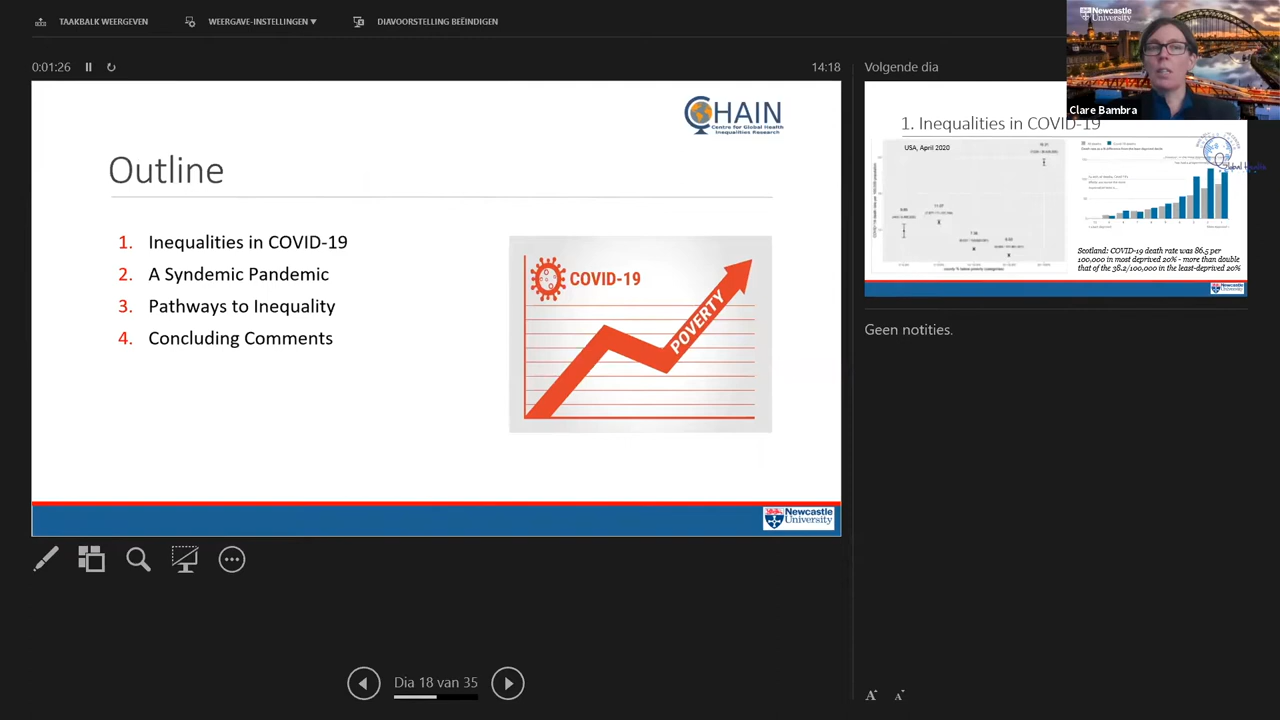 TAAKBALK WEERGEVEN
WEERGAVE-INSTELLINGEN ▼
DIAVOORSTELLING BEËINDIGEN
Newcastle
University
Clare Bambra
0:01:26
14:18
CHAIN
Centre for Global Health
Inequalities Research
Outline
1. Inequalities in COVID-19
2. A Syndemic Pandemic
3. Pathways to Inequality
4. Concluding Comments
COVID-19
POVERTY
Newcastle
University
Volgende dia
1. Inequalities in COVID-19
USA, April 2020
Scotland: COVID-19 death rate was 86.5 per
100,000 in most deprived 20% - more than double
that of the 38.2/100,000 in the least-deprived 20%
Newcastle
University
Geen notities.
Dia 18 van 35
A A